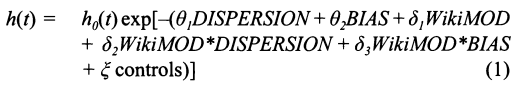 h(t) = h₀(t) exp[–(θ₁DISPERSION + θ₂BIAS + δ₁WikiMOD
+ δ₂WikiMOD*DISPERSION + δ₃WikiMOD*BIAS
+ ξ controls)] (1)